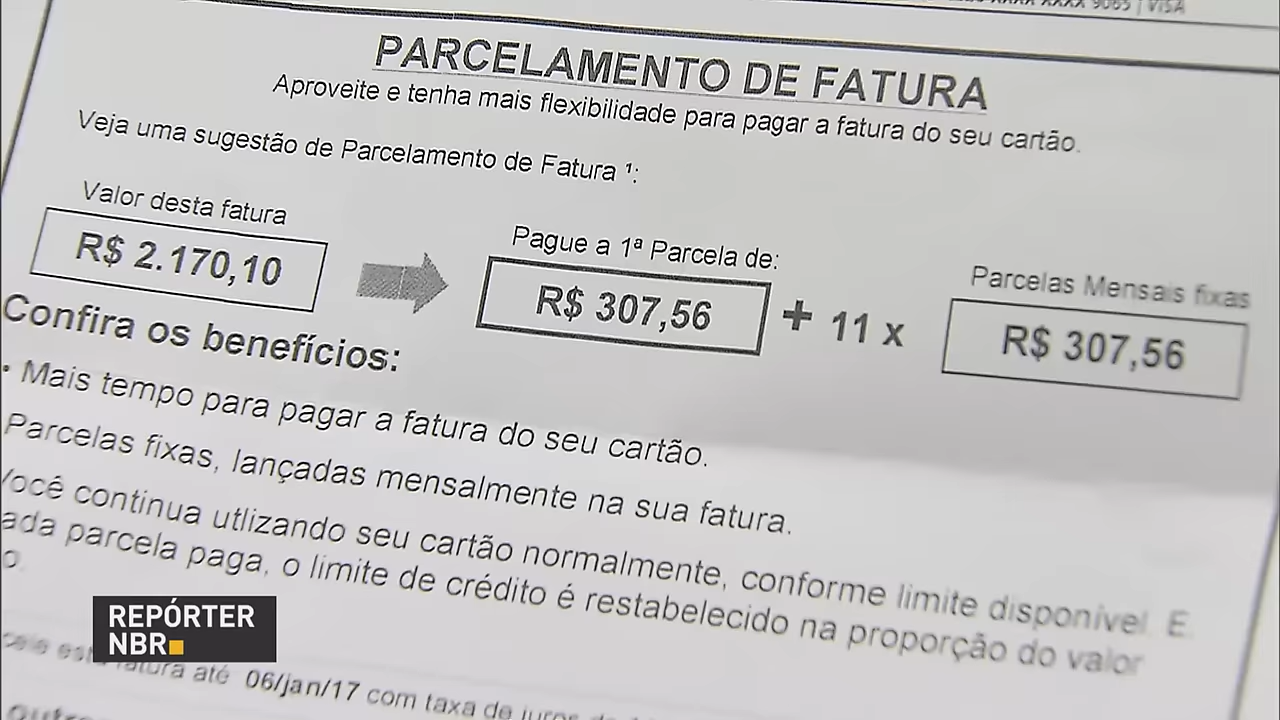 9065 | VISA
PARCELAMENTO DE FATURA
Aproveite e tenha mais flexibilidade para pagar a fatura do seu cartão.
Veja uma sugestão de Parcelamento de Fatura ¹:
Valor desta fatura
R$ 2.170,10
Pague a 1ª Parcela de:
R$ 307,56
+ 11 x
Parcelas Mensais fixas
R$ 307,56
Confira os benefícios:
• Mais tempo para pagar a fatura do seu cartão.
Parcelas fixas, lançadas mensalmente na sua fatura.
Você continua utlizando seu cartão normalmente, conforme limite disponível. E
ada parcela paga, o limite de crédito é restabelecido na proporção do valor
o.
fatura até 06/jan/17 com taxa de juros
REPÓRTER
NBR